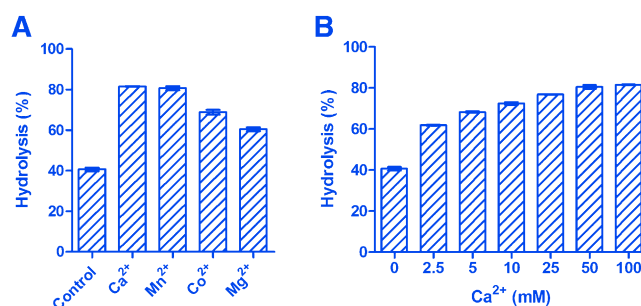 A
Hydrolysis (%)
100
80
60
40
20
0
Control
Ca²⁺
Mn²⁺
Co²⁺
Mg²⁺
B
Hydrolysis (%)
100
80
60
40
20
0
0 2.5 5 10 25 50 100
Ca²⁺ (mM)